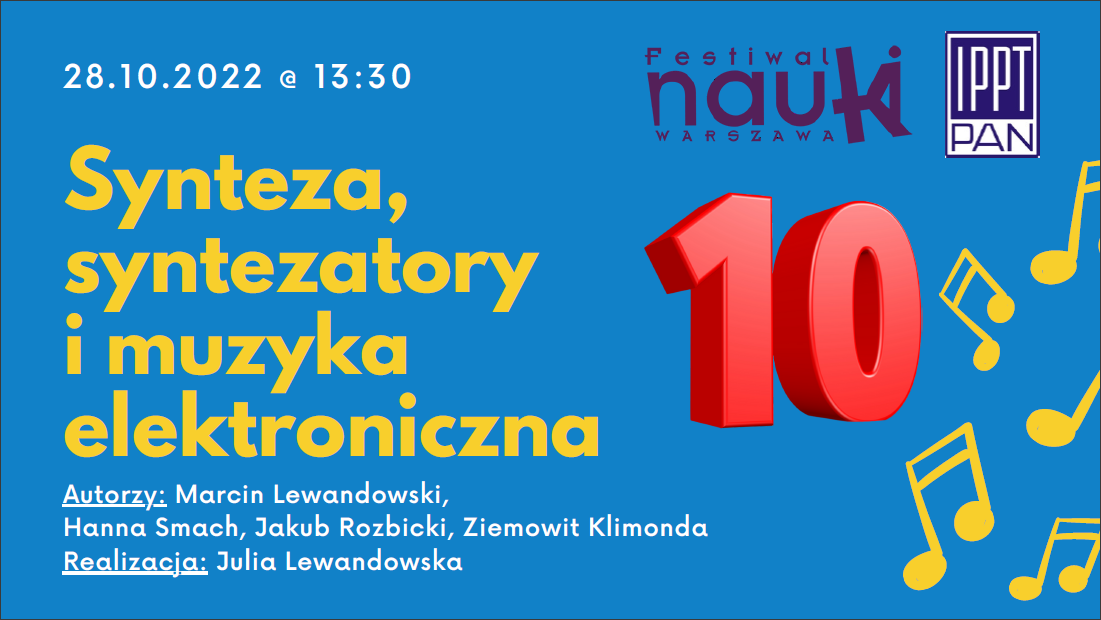 28.10.2022 @ 13:30
Festiwal
nauki
WARSZAWA
IPPT
PAN
Synteza,
syntezatory
i muzyka
elektroniczna
10
Autorzy: Marcin Lewandowski,
Hanna Smach, Jakub Rozbicki, Ziemowit Klimonda
Realizacja: Julia Lewandowska